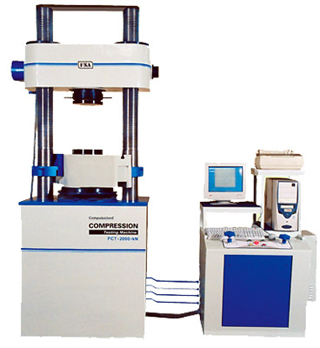 FSA
Computerised
COMPRESSION
Testing Machine
FCT-2000-kN